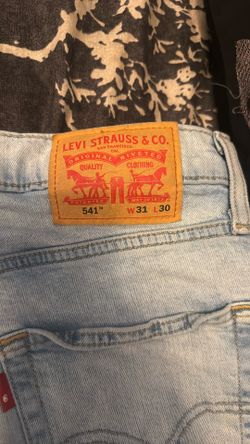 LEVI STRAUSS & CO.
SAN FRANCISCO,
CAL.
ORIGINAL RIVETED
QUALITY CLOTHING
541™ W31 L30